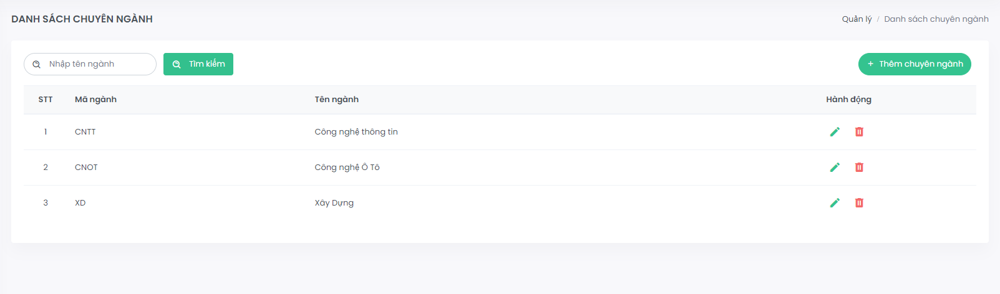 DANH SÁCH CHUYÊN NGÀNH
Quản lý / Danh sách chuyên ngành
Nhập tên ngành
Tìm kiếm
+ Thêm chuyên ngành
STT Mã ngành Tên ngành Hành động
1 CNTT Công nghệ thông tin
2 CNOT Công nghệ Ô Tô
3 XD Xây Dựng